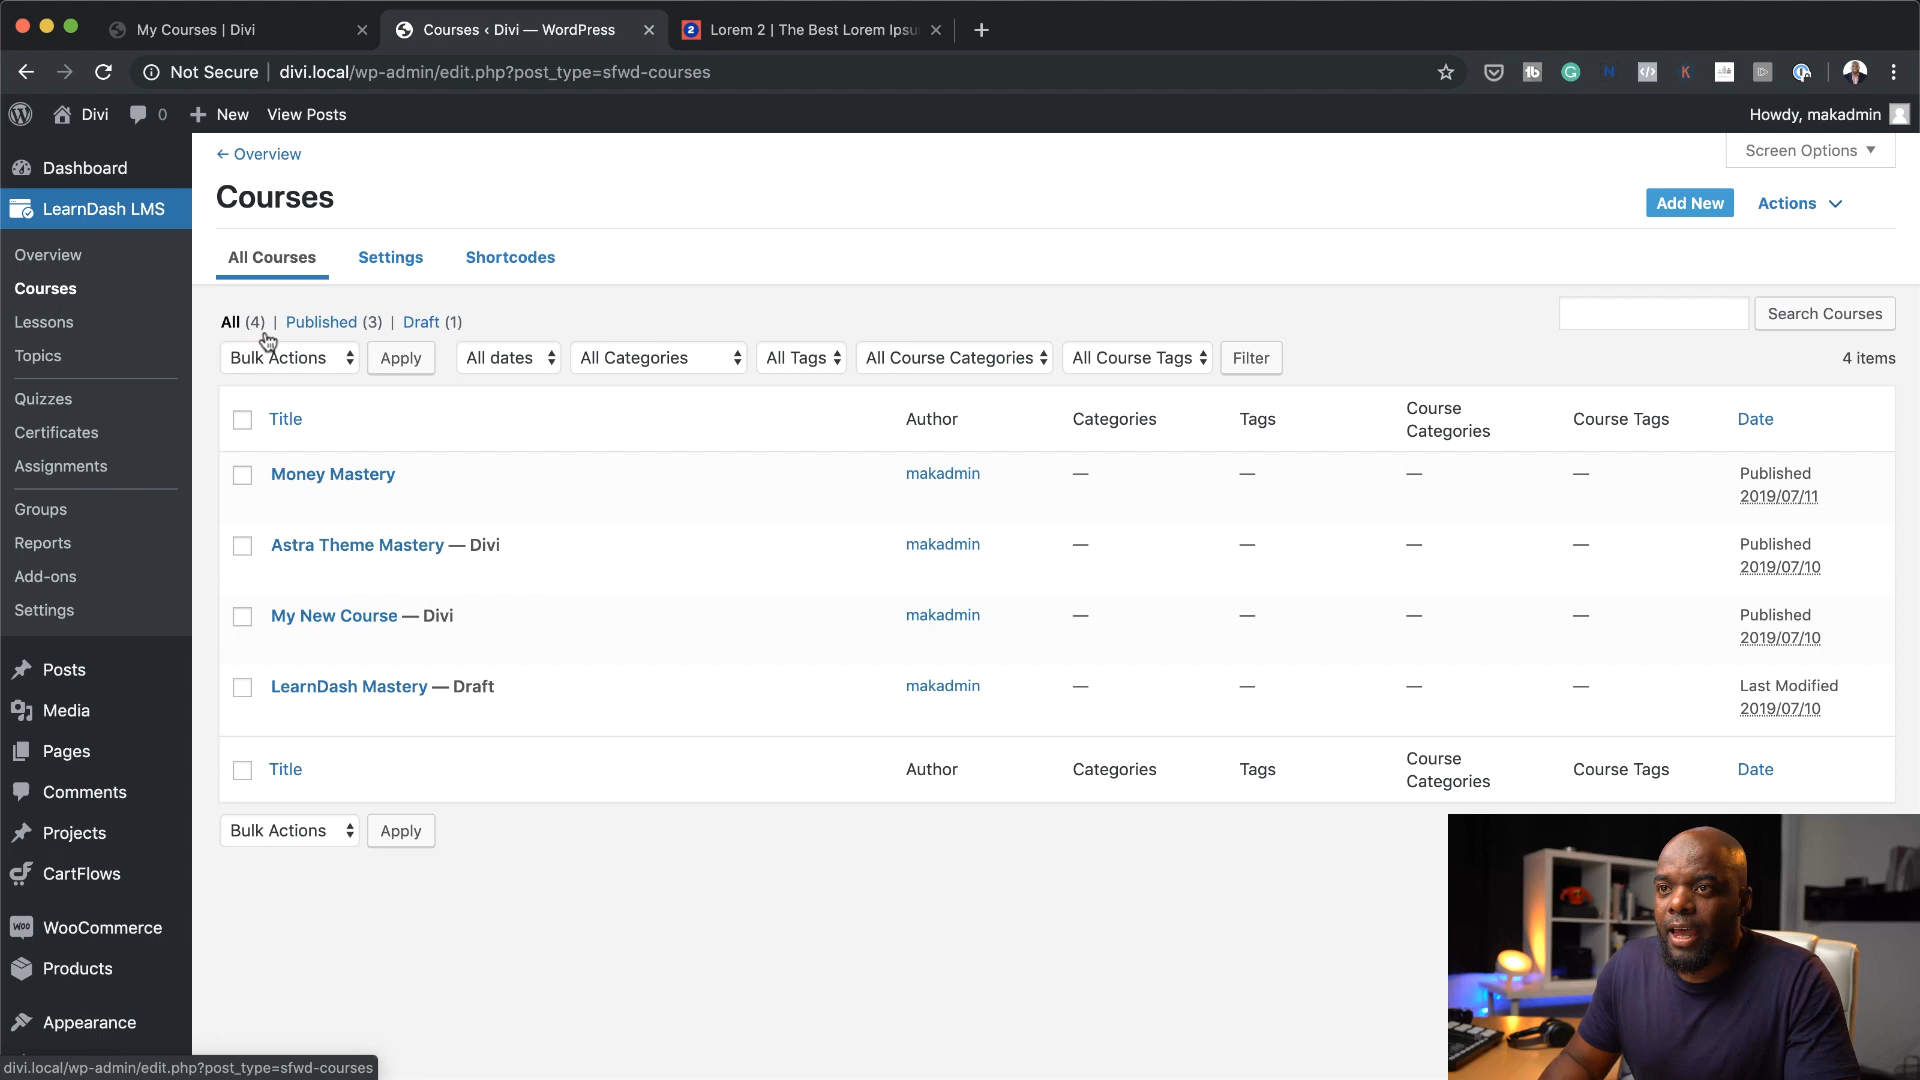 My Courses | Divi
Courses ‹ Divi — WordPress
2 Lorem 2 | The Best Lorem Ipsu
Not Secure | divi.local/wp-admin/edit.php?post_type=sfwd-courses
Divi 0 New View Posts
Howdy, makadmin
Dashboard
LearnDash LMS
Overview
Courses
Lessons
Topics
Quizzes
Certificates
Assignments
Groups
Reports
Add-ons
Settings
Posts
Media
Pages
Comments
Projects
CartFlows
WooCommerce
Products
Appearance
← Overview
Screen Options
Courses
Add New
Actions
All Courses Settings Shortcodes
All (4) | Published (3) | Draft (1)
Search Courses
Bulk Actions Apply All dates All Categories All Tags All Course Categories All Course Tags Filter
4 items
Title Author Categories Tags Course Categories Course Tags Date
Money Mastery makadmin — — — — Published 2019/07/11
Astra Theme Mastery — Divi makadmin — — — — Published 2019/07/10
My New Course — Divi makadmin — — — — Published 2019/07/10
LearnDash Mastery — Draft makadmin — — — — Last Modified 2019/07/10
Title Author Categories Tags Course Categories Course Tags Date
Bulk Actions Apply
divi.local/wp-admin/edit.php?post_type=sfwd-courses